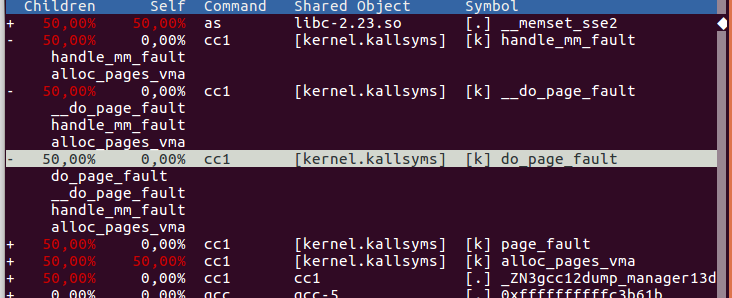 Children Self Command Shared Object Symbol
+ 50,00% 50,00% as libc-2.23.so [.] __memset_sse2
- 50,00% 0,00% cc1 [kernel.kallsyms] [k] handle_mm_fault
handle_mm_fault
alloc_pages_vma
- 50,00% 0,00% cc1 [kernel.kallsyms] [k] __do_page_fault
__do_page_fault
handle_mm_fault
alloc_pages_vma
- 50,00% 0,00% cc1 [kernel.kallsyms] [k] do_page_fault
do_page_fault
__do_page_fault
handle_mm_fault
alloc_pages_vma
+ 50,00% 0,00% cc1 [kernel.kallsyms] [k] page_fault
+ 50,00% 50,00% cc1 [kernel.kallsyms] [k] alloc_pages_vma
+ 50,00% 0,00% cc1 cc1 [.] _ZN3gcc12dump_manager13d
+ 0,00% 0,00% gcc gcc-5 [.]